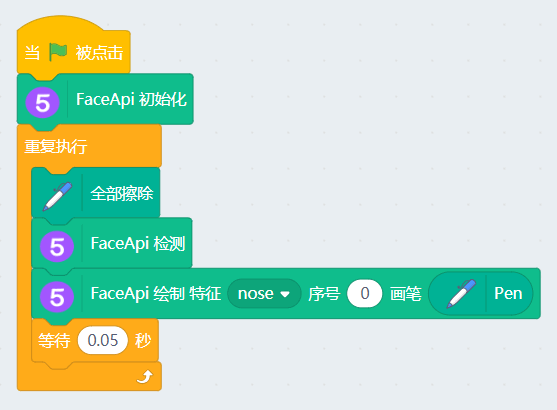 当 被点击
5 FaceApi 初始化
重复执行
全部擦除
5 FaceApi 检测
5 FaceApi 绘制 特征 nose 序号 0 画笔 Pen
等待 0.05 秒